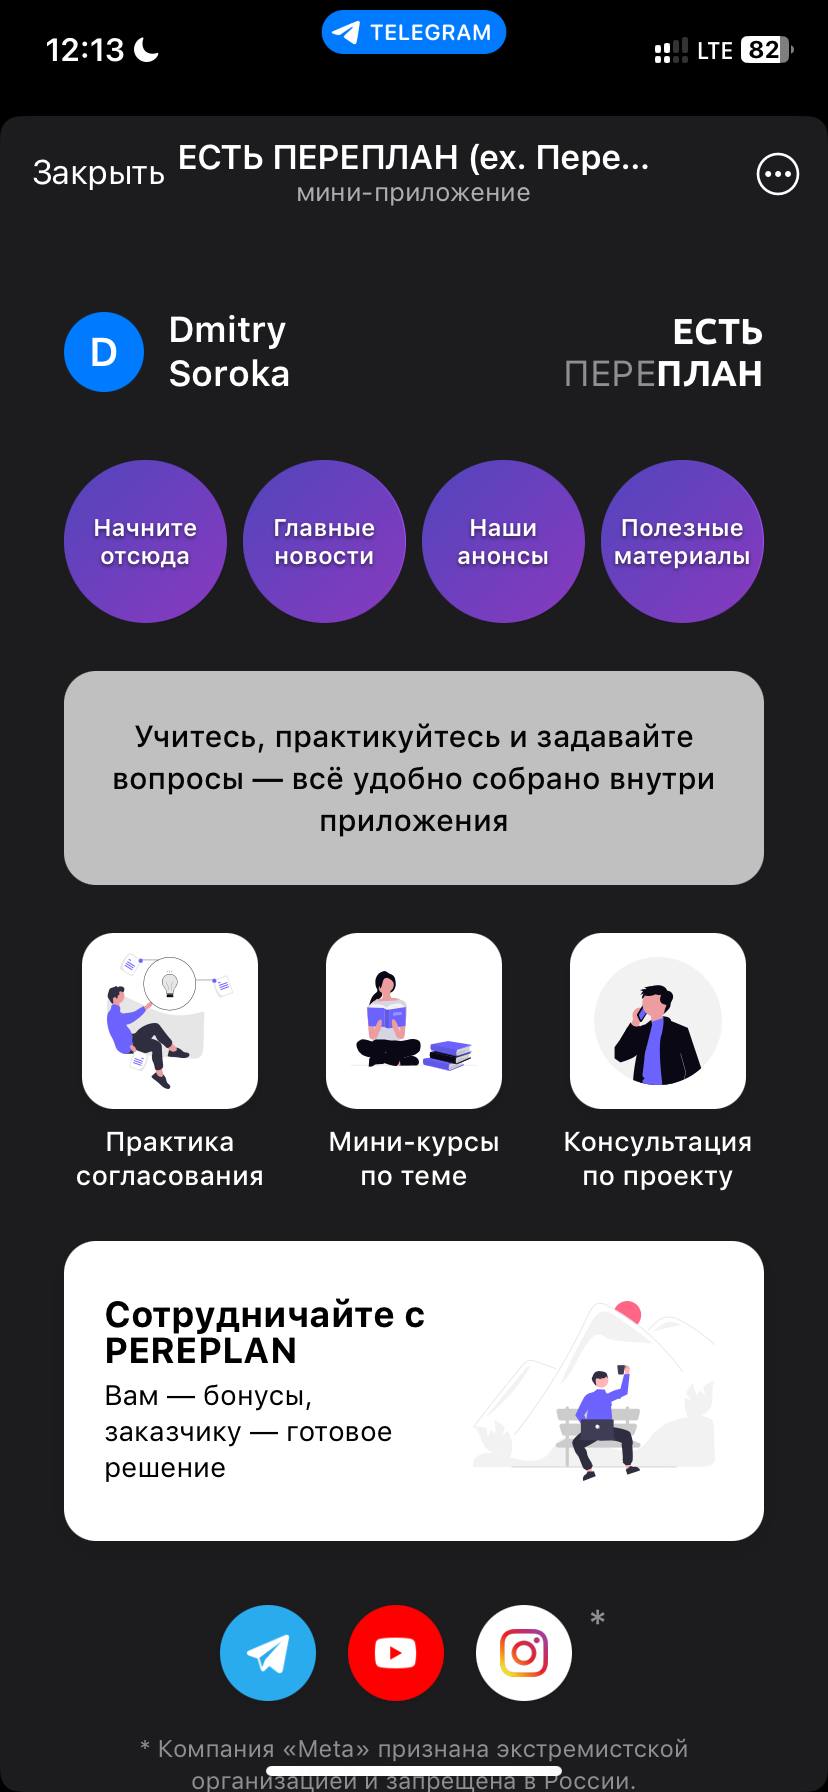 12:13
TELEGRAM
LTE 82
Закрыть
ЕСТЬ ПЕРЕПЛАН (ex. Пере...
мини-приложение
D
Dmitry
Soroka
ЕСТЬ
ПЕРЕПЛАН
Начните
отсюда
Главные
новости
Наши
анонсы
Полезные
материалы
Учитесь, практикуйтесь и задавайте
вопросы — всё удобно собрано внутри
приложения
Практика
согласования
Мини-курсы
по теме
Консультация
по проекту
Сотрудничайте с
PEREPLAN
Вам — бонусы,
заказчику — готовое
решение
*
* Компания «Meta» признана экстремистской
организацией и запрещена в России.